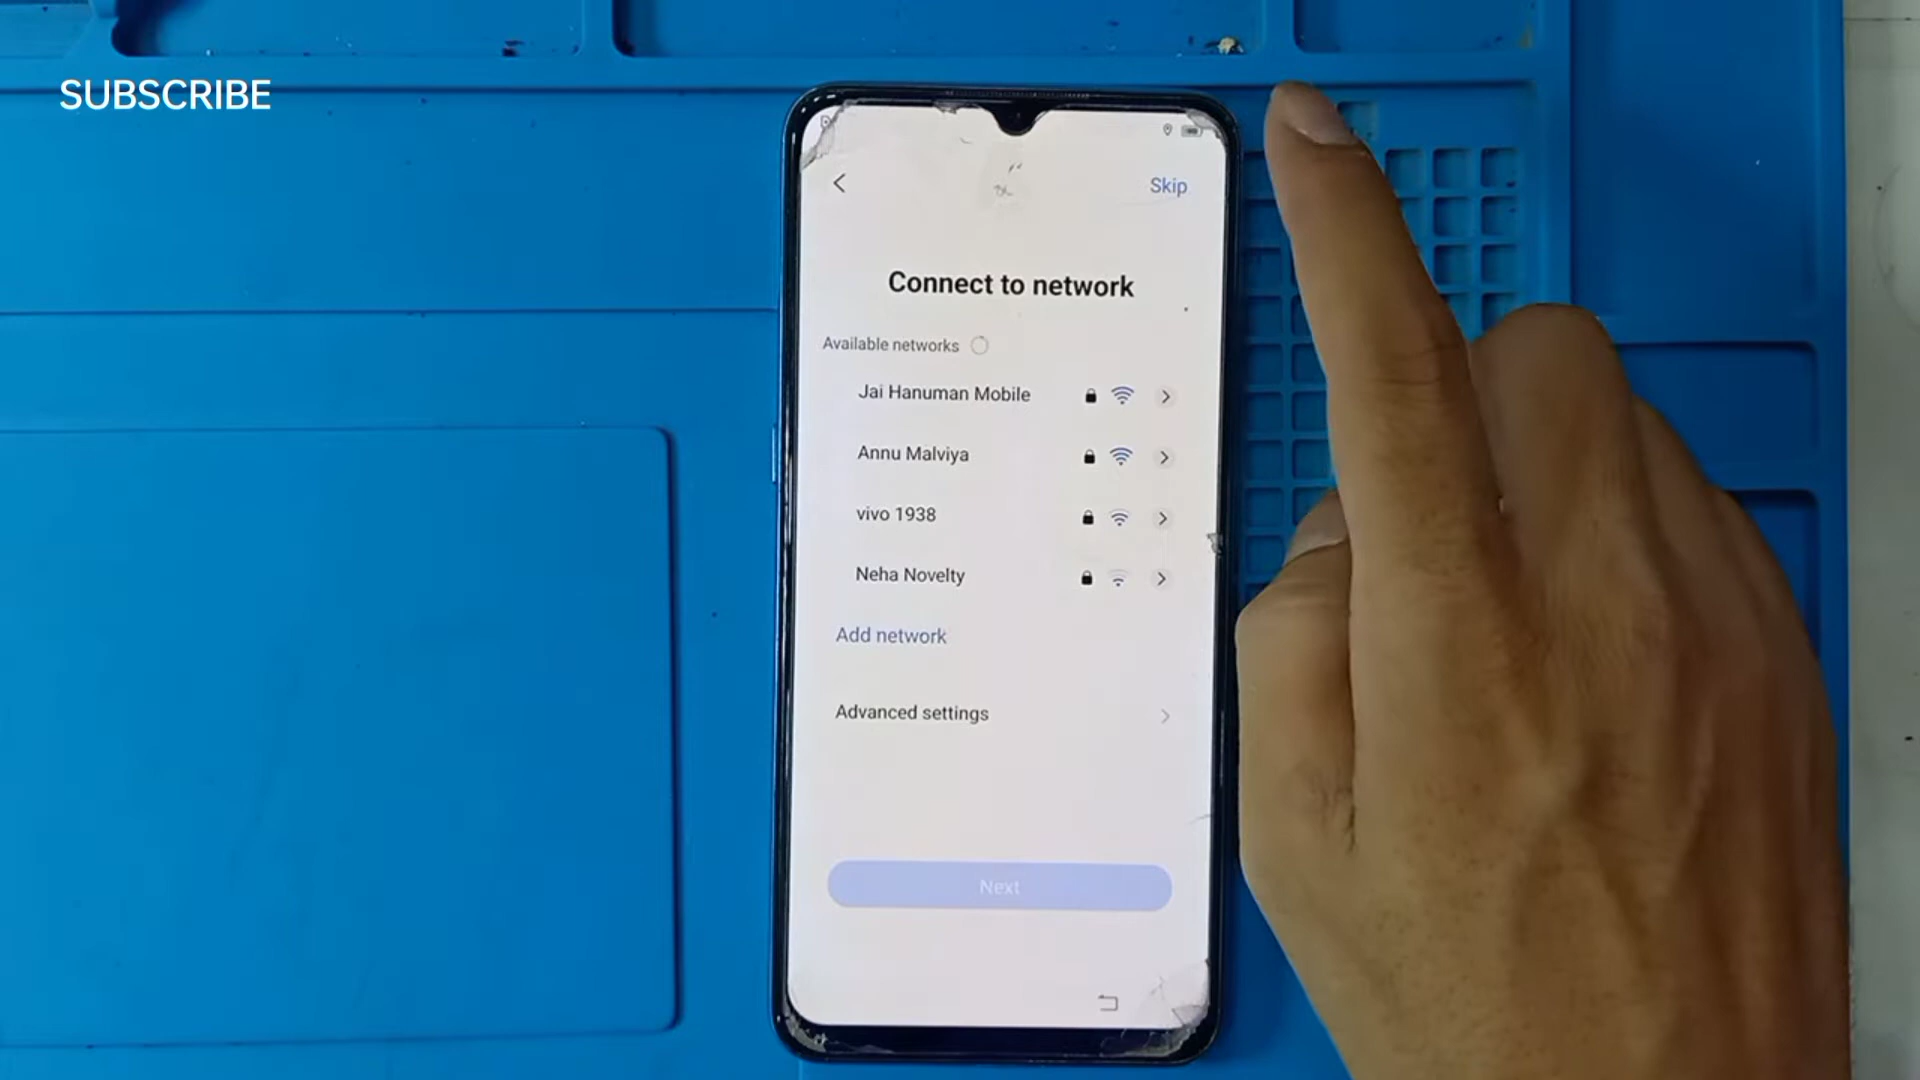 SUBSCRIBE
Skip
Connect to network
Available networks
Jai Hanuman Mobile
Annu Malviya
vivo 1938
Neha Novelty
Add network
Advanced settings
Next